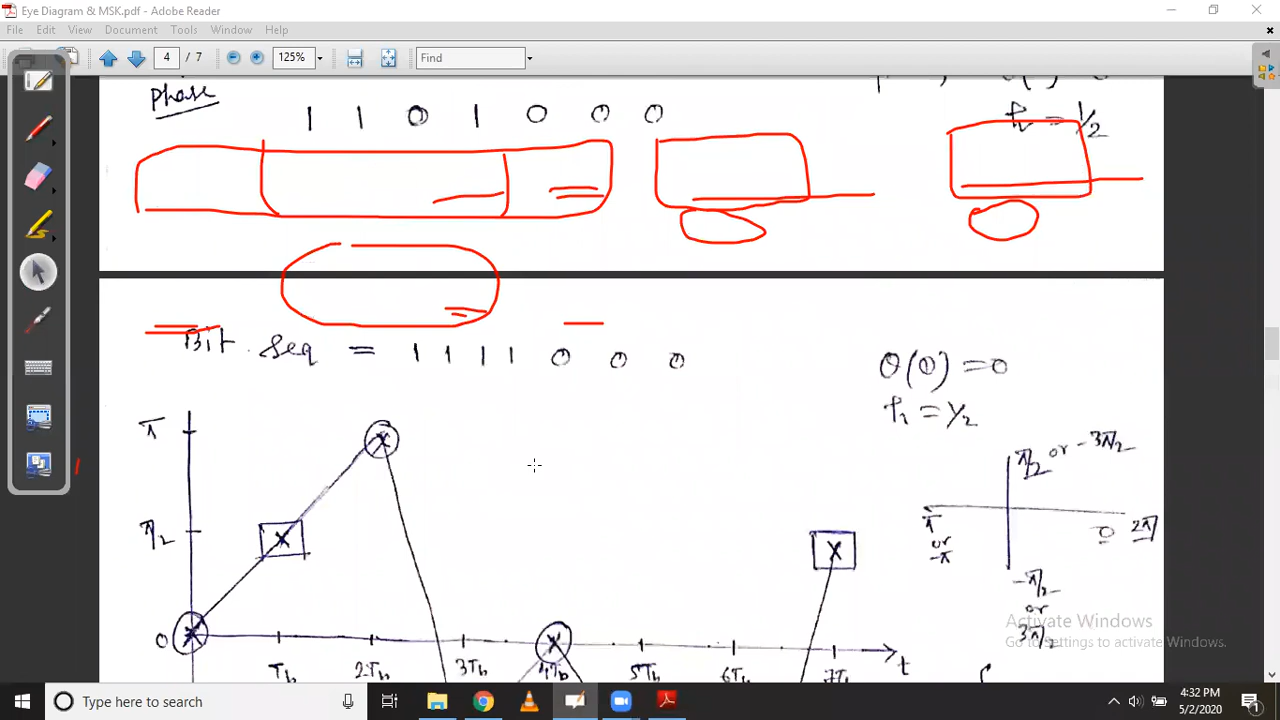 Eye Diagram & MSK.pdf - Adobe Reader
File Edit View Document Tools Window Help
4 / 7 125% Find
Phase
1 1 0 1 0 0 0
h = 1/2
Bit Seq = 1 1 1 1 0 0 0
θ(0) = 0
h = 1/2
π
π/2 or -3π/2
π/2
π or -π
0 2π
-π/2 or 3π/2
Activate Windows
Go to Settings to activate Windows.
0
Tb 2Tb 3Tb 4Tb 5Tb 6Tb 7Tb t
Type here to search
4:32 PM
5/2/2020